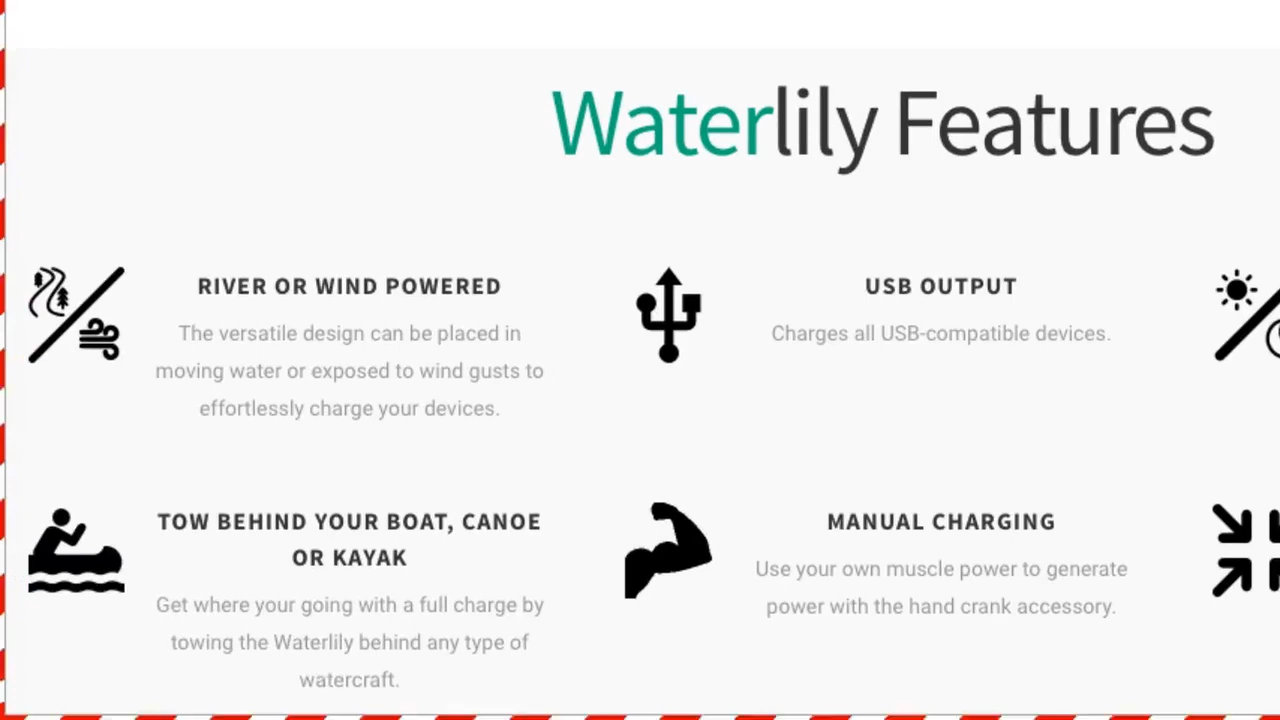 Waterlily Features
RIVER OR WIND POWERED
The versatile design can be placed in
moving water or exposed to wind gusts to
effortlessly charge your devices.
USB OUTPUT
Charges all USB-compatible devices.
TOW BEHIND YOUR BOAT, CANOE
OR KAYAK
Get where your going with a full charge by
towing the Waterlily behind any type of
watercraft.
MANUAL CHARGING
Use your own muscle power to generate
power with the hand crank accessory.